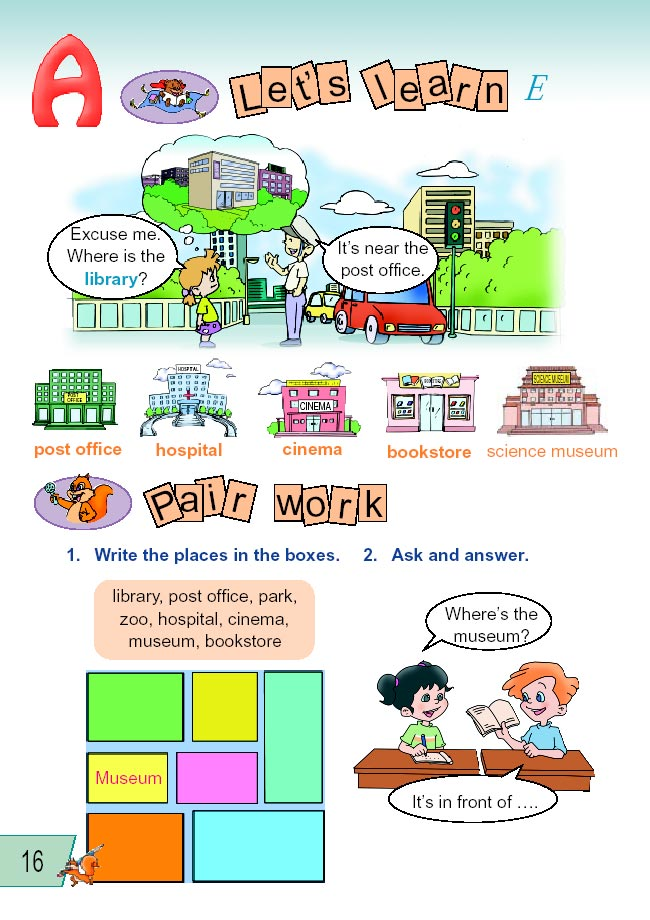 A
Let's learn E
Excuse me.
Where is the
library?
It's near the
post office.
POST
OFFICE
HOSPITAL
CINEMA
BOOKSTORE
SCIENCE MUSEUM
post office
hospital
cinema
bookstore
science museum
Pair work
1. Write the places in the boxes.
2. Ask and answer.
library, post office, park,
zoo, hospital, cinema,
museum, bookstore
Where's the
museum?
Museum
It's in front of ….
16